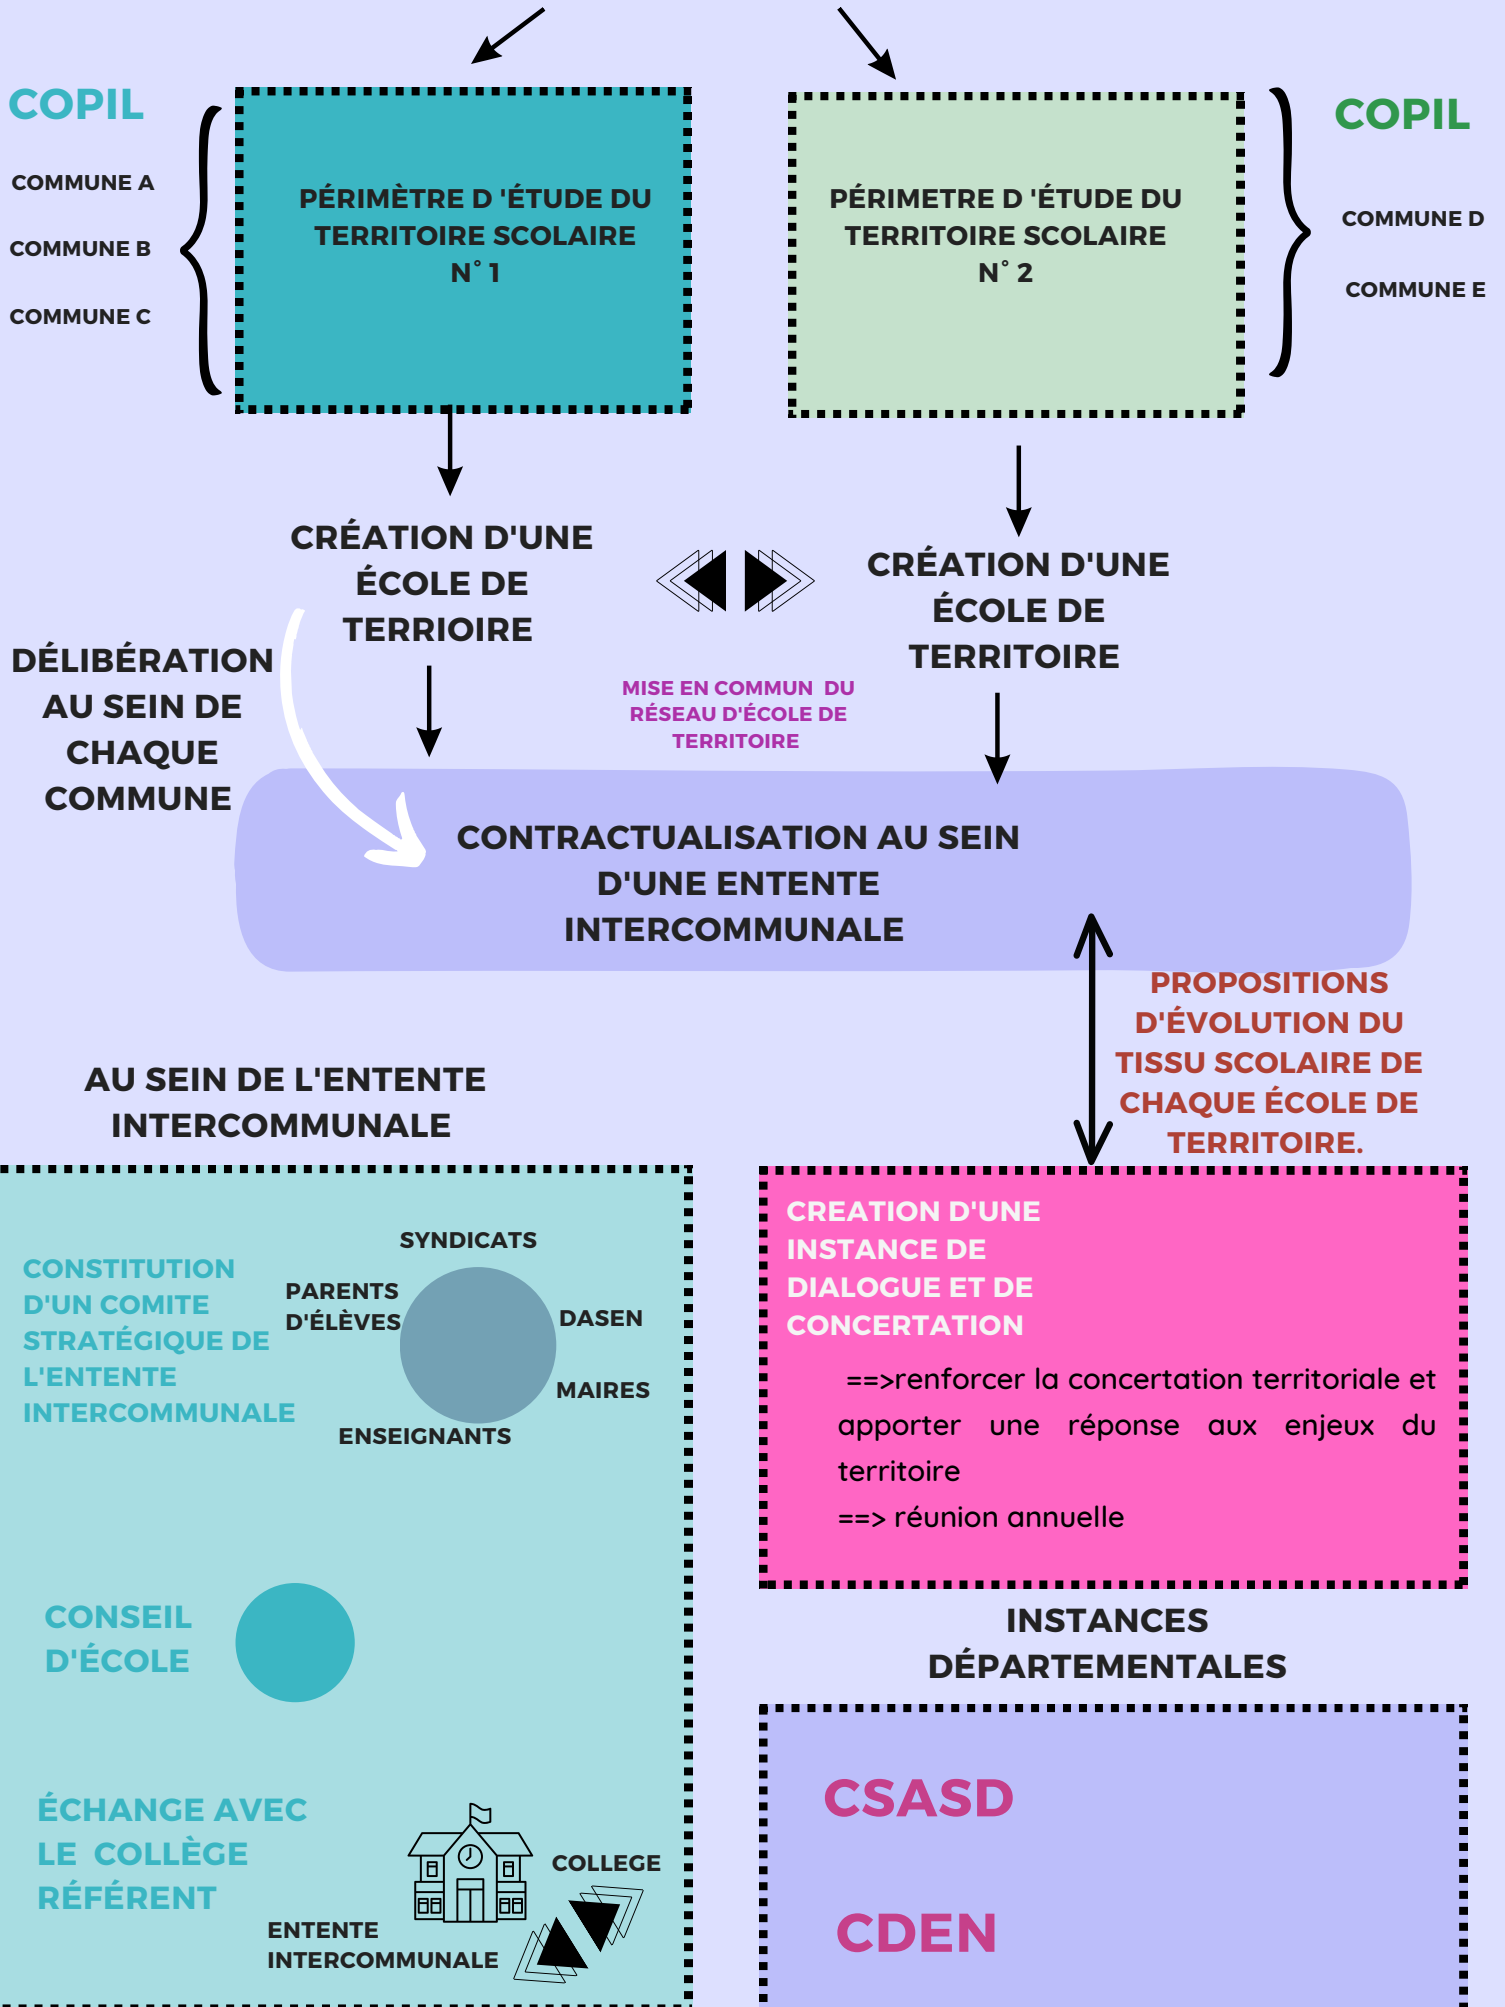 COPIL
COMMUNE A
COMMUNE B
COMMUNE C
PÉRIMÈTRE D 'ÉTUDE DU
TERRITOIRE SCOLAIRE
N° 1
PÉRIMETRE D 'ÉTUDE DU
TERRITOIRE SCOLAIRE
N° 2
COPIL
COMMUNE D
COMMUNE E
CRÉATION D'UNE
ÉCOLE DE
TERRIOIRE
CRÉATION D'UNE
ÉCOLE DE
TERRITOIRE
DÉLIBÉRATION
AU SEIN DE
CHAQUE
COMMUNE
MISE EN COMMUN DU
RÉSEAU D'ÉCOLE DE
TERRITOIRE
CONTRACTUALISATION AU SEIN
D'UNE ENTENTE
INTERCOMMUNALE
PROPOSITIONS
D'ÉVOLUTION DU
TISSU SCOLAIRE DE
CHAQUE ÉCOLE DE
TERRITOIRE.
AU SEIN DE L'ENTENTE
INTERCOMMUNALE
CONSTITUTION
D'UN COMITE
STRATÉGIQUE DE
L'ENTENTE
INTERCOMMUNALE
SYNDICATS
PARENTS
D'ÉLÈVES
DASEN
MAIRES
ENSEIGNANTS
CONSEIL
D'ÉCOLE
ÉCHANGE AVEC
LE COLLÈGE
RÉFÉRENT
COLLEGE
ENTENTE
INTERCOMMUNALE
CREATION D'UNE
INSTANCE DE
DIALOGUE ET DE
CONCERTATION
==>renforcer la concertation territoriale et
apporter une réponse aux enjeux du
territoire
==> réunion annuelle
INSTANCES
DÉPARTEMENTALES
CSASD
CDEN